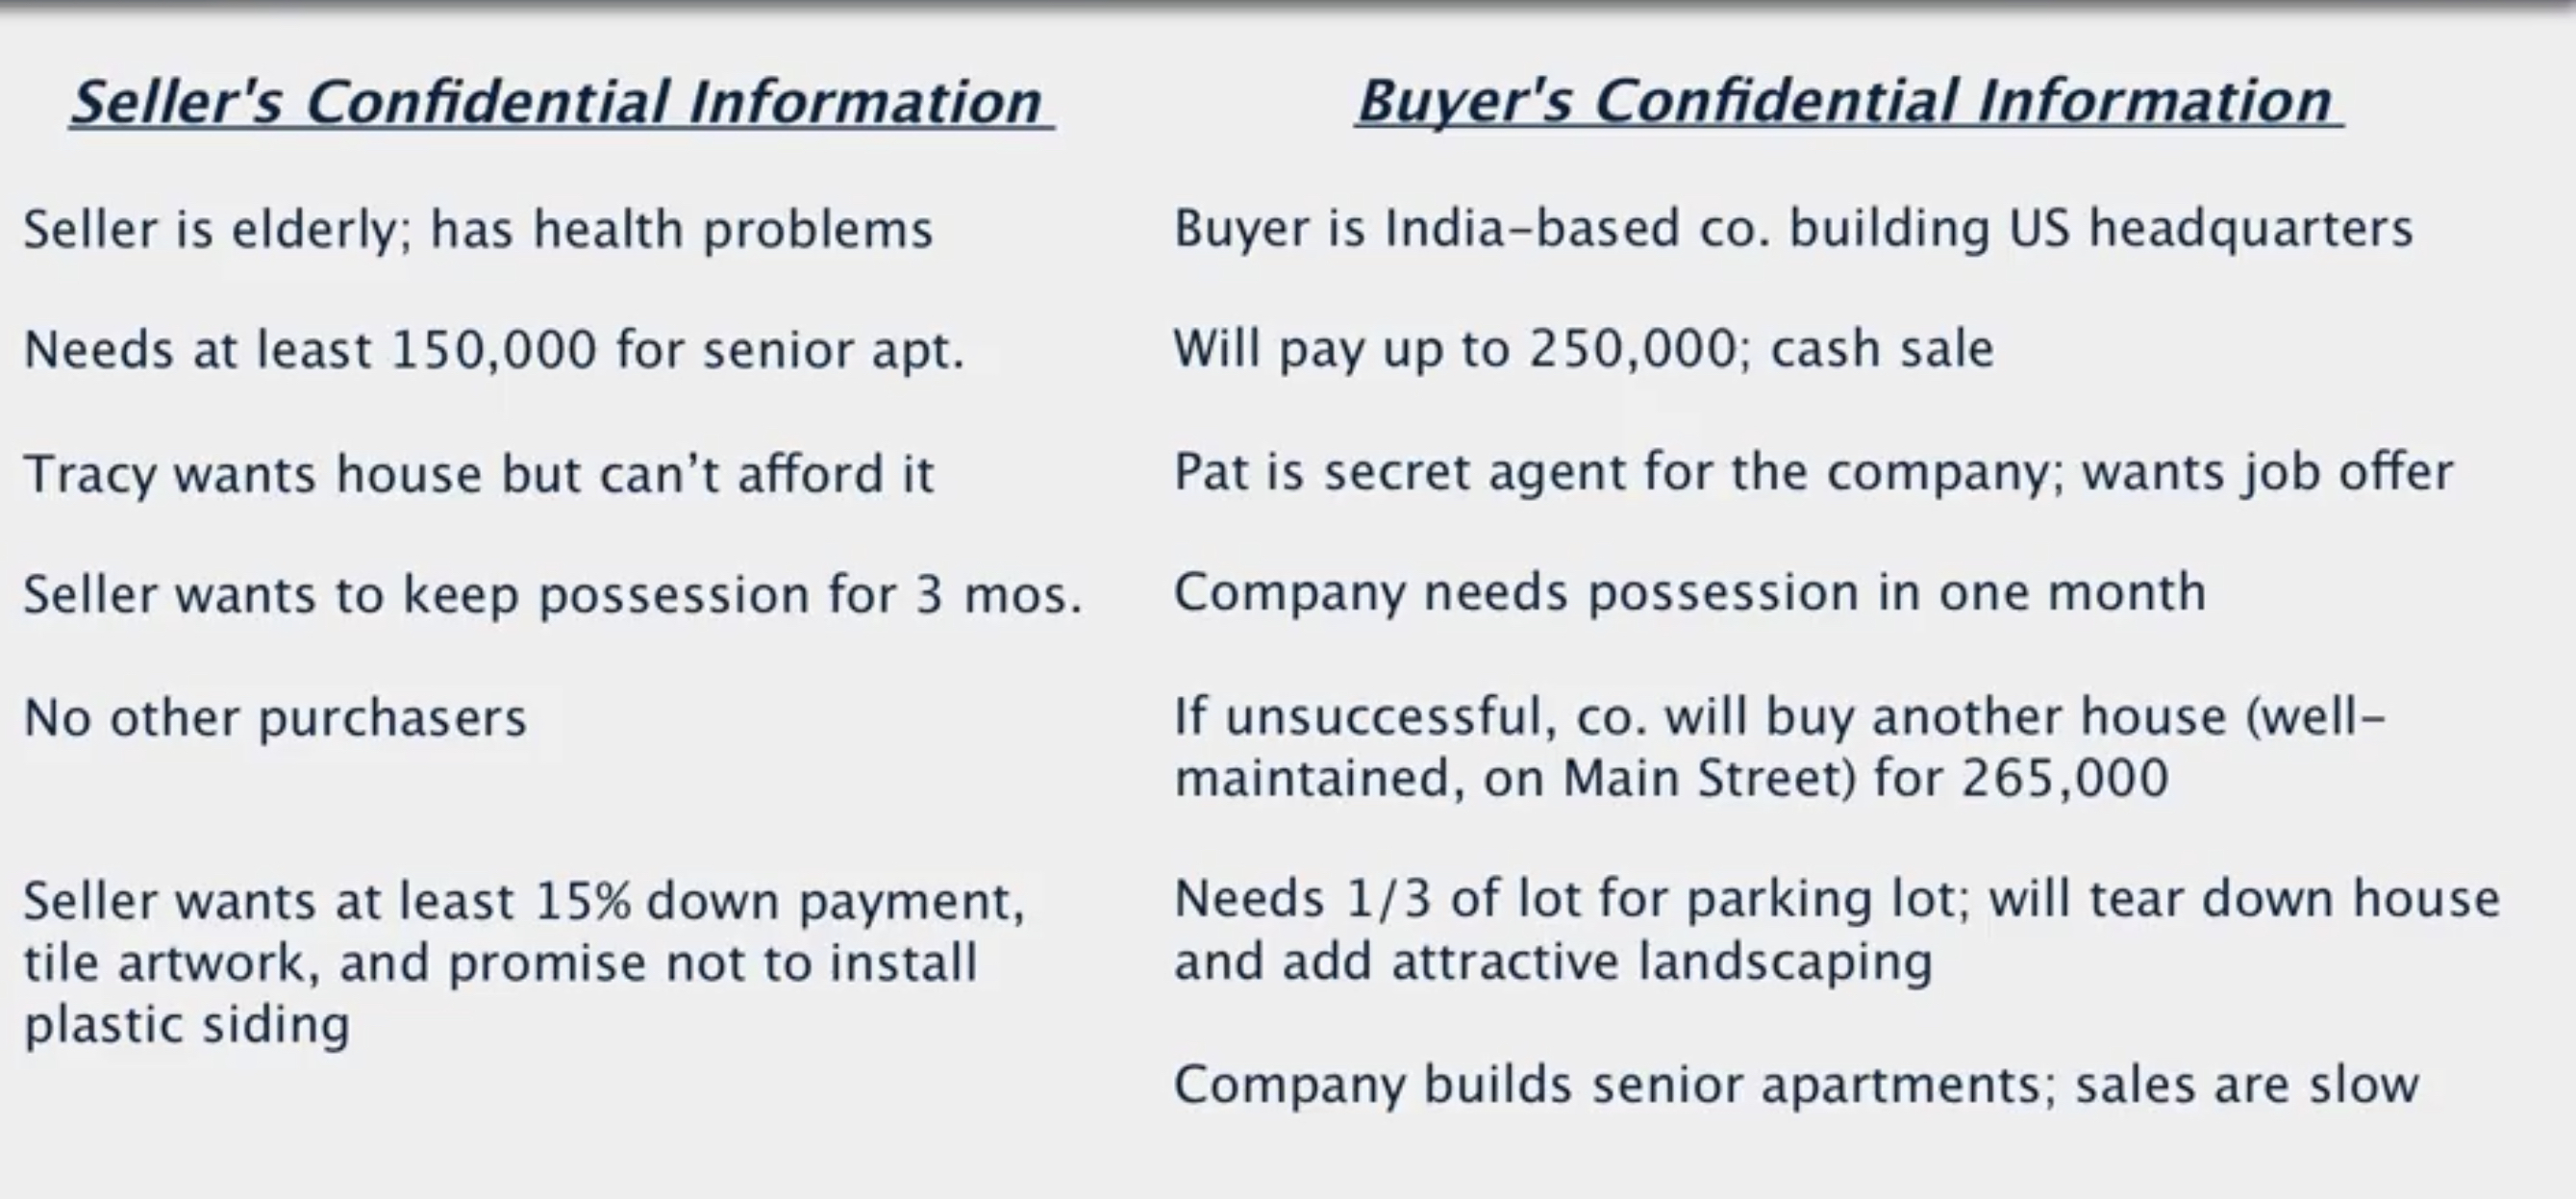 Seller's Confidential Information
Seller is elderly; has health problems
Needs at least 150,000 for senior apt.
Tracy wants house but can’t afford it
Seller wants to keep possession for 3 mos.
No other purchasers
Seller wants at least 15% down payment,
tile artwork, and promise not to install
plastic siding
Buyer's Confidential Information
Buyer is India–based co. building US headquarters
Will pay up to 250,000; cash sale
Pat is secret agent for the company; wants job offer
Company needs possession in one month
If unsuccessful, co. will buy another house (well–
maintained, on Main Street) for 265,000
Needs 1/3 of lot for parking lot; will tear down house
and add attractive landscaping
Company builds senior apartments; sales are slow